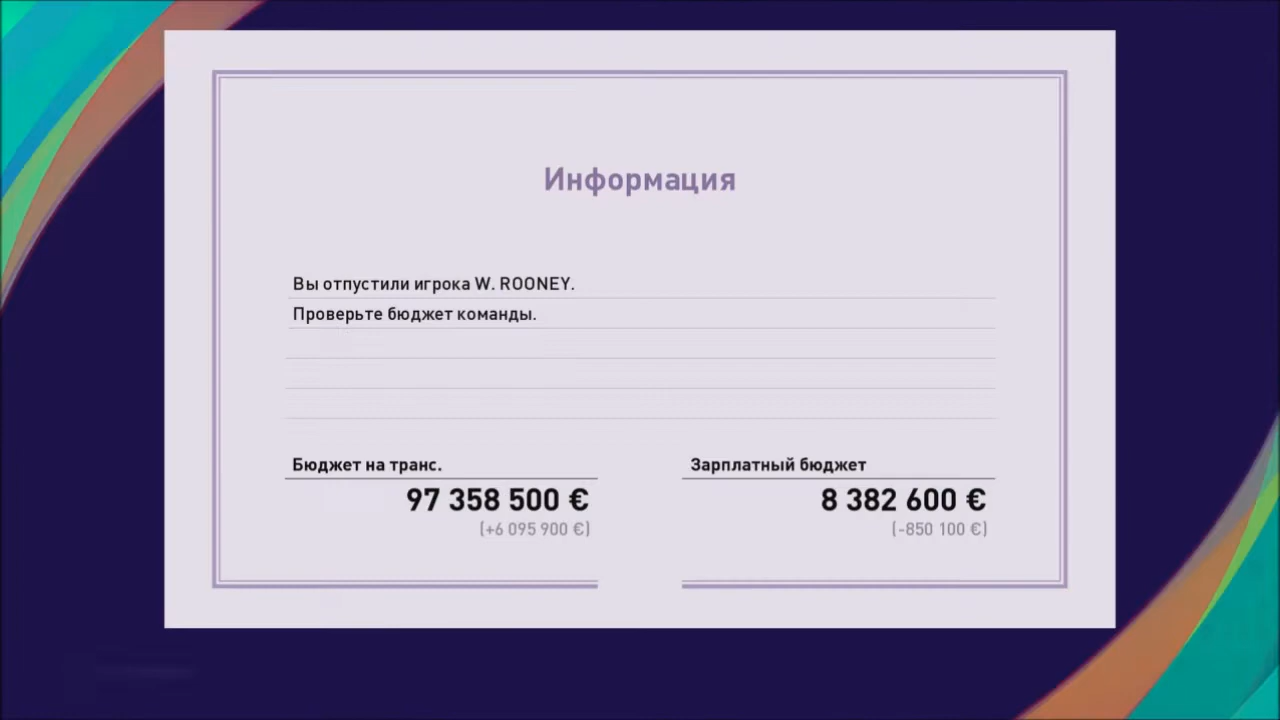 Информация
Вы отпустили игрока W. ROONEY.
Проверьте бюджет команды.
Бюджет на транс.
97 358 500 €
(+6 095 900 €)
Зарплатный бюджет
8 382 600 €
(-850 100 €)